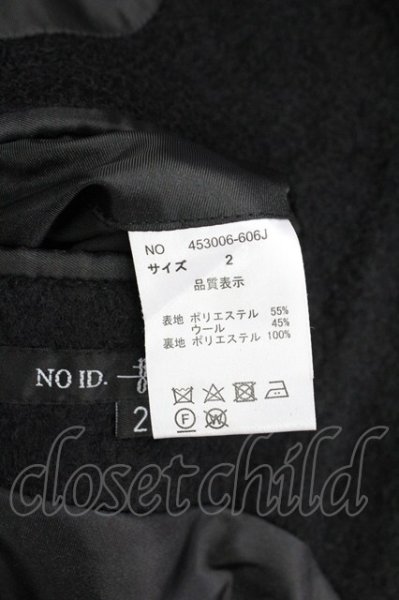 NO 453006-606J
サイズ 2
品質表示
表地 ポリエステル 55%
ウール 45%
裏地 ポリエステル 100%
F W
NO ID.
2
closetchild